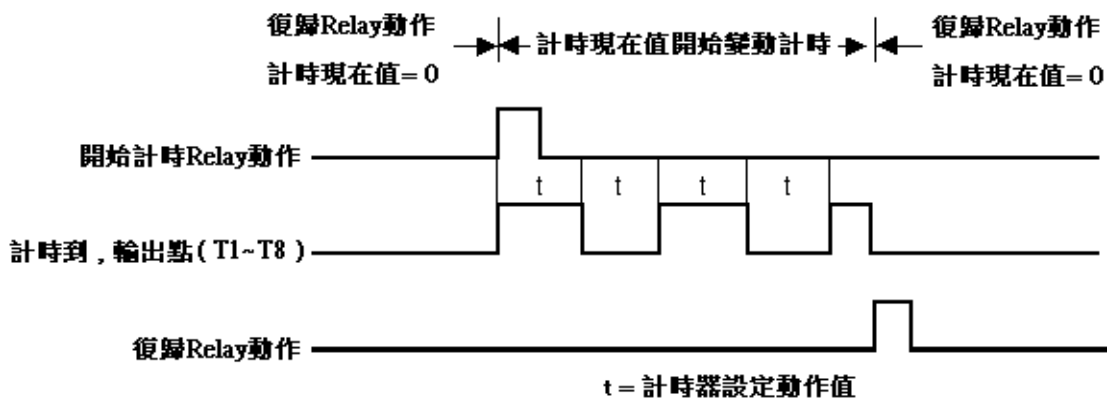 復歸Relay動作
計時現在值= 0
計時現在值開始變動計時
復歸Relay動作
計時現在值= 0
開始計時Relay動作
t t t t
計時到 , 輸出點( T1~T8 )
復歸Relay動作
t = 計時器設定動作值